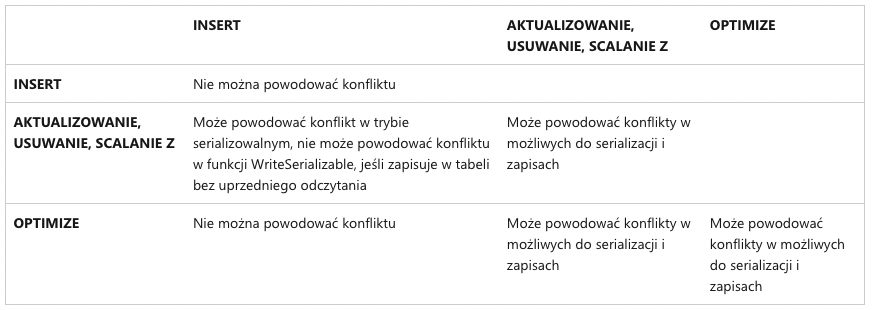 INSERT
AKTUALIZOWANIE,
USUWANIE, SCALANIE Z
OPTIMIZE
INSERT
Nie można powodować konfliktu
AKTUALIZOWANIE,
USUWANIE, SCALANIE Z
Może powodować konflikt w trybie
serializowalnym, nie może powodować konfliktu
w funkcji WriteSerializable, jeśli zapisuje w tabeli
bez uprzedniego odczytania
Może powodować konflikty w
możliwych do serializacji i
zapisach
OPTIMIZE
Nie można powodować konfliktu
Może powodować konflikty w
możliwych do serializacji i
zapisach
Może powodować
konflikty w możliwych
do serializacji i
zapisach